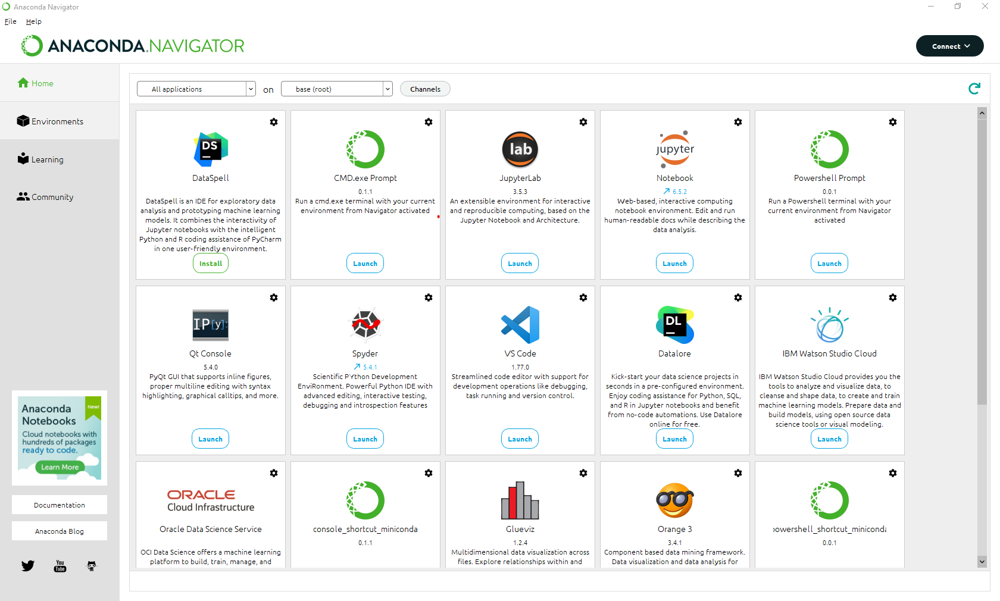 Anaconda Navigator
File Help
ANACONDA.NAVIGATOR
Connect
Home
Environments
Learning
Community
Anaconda
Notebooks
New!
Cloud notebooks with
hundreds of packages
ready to code.
Learn More
Documentation
Anaconda Blog
You
Tube
All applications on base (root) Channels
DS
DataSpell
DataSpell is an IDE for exploratory data
analysis and prototyping machine learning
models. It combines the interactivity of
Jupyter notebooks with the intelligent
Python and R coding assistance of PyCharm
in one user-friendly environment.
Install
CMD.exe Prompt
0.1.1
Run a cmd.exe terminal with your current
environment from Navigator activated
Launch
lab
JupyterLab
3.5.3
An extensible environment for interactive
and reproducible computing, based on the
Jupyter Notebook and Architecture.
Launch
jupyter
Notebook
6.5.2
Web-based, interactive computing
notebook environment. Edit and run
human-readable docs while describing the
data analysis.
Launch
Powershell Prompt
0.0.1
Run a Powershell terminal with your
current environment from Navigator
activated
Launch
IP[y]:
Qt Console
5.4.0
PyQt GUI that supports inline figures,
proper multiline editing with syntax
highlighting, graphical calltips, and more.
Launch
Spyder
5.4.1
Scientific PYthon Development
EnviRonment. Powerful Python IDE with
advanced editing, interactive testing,
debugging and introspection features
Launch
VS Code
1.77.0
Streamlined code editor with support for
development operations like debugging,
task running and version control.
Launch
DL
Datalore
Kick-start your data science projects in
seconds in a pre-configured environment.
Enjoy coding assistance for Python, SQL,
and R in Jupyter notebooks and benefit
from no-code automations. Use Datalore
online for free.
Launch
IBM Watson Studio Cloud
IBM Watson Studio Cloud provides you the
tools to analyze and visualize data, to
cleanse and shape data, to create and train
machine learning models. Prepare data and
build models, using open source data
science tools or visual modeling.
Launch
ORACLE
Cloud Infrastructure
Oracle Data Science Service
OCI Data Science offers a machine learning
platform to build, train, manage, and
console_shortcut_miniconda
0.1.1
Glueviz
1.2.4
Multidimensional data visualization across
files. Explore relationships within and
Orange 3
3.4.1
Component based data mining framework.
Data visualization and data analysis for
powershell_shortcut_miniconda
0.0.1